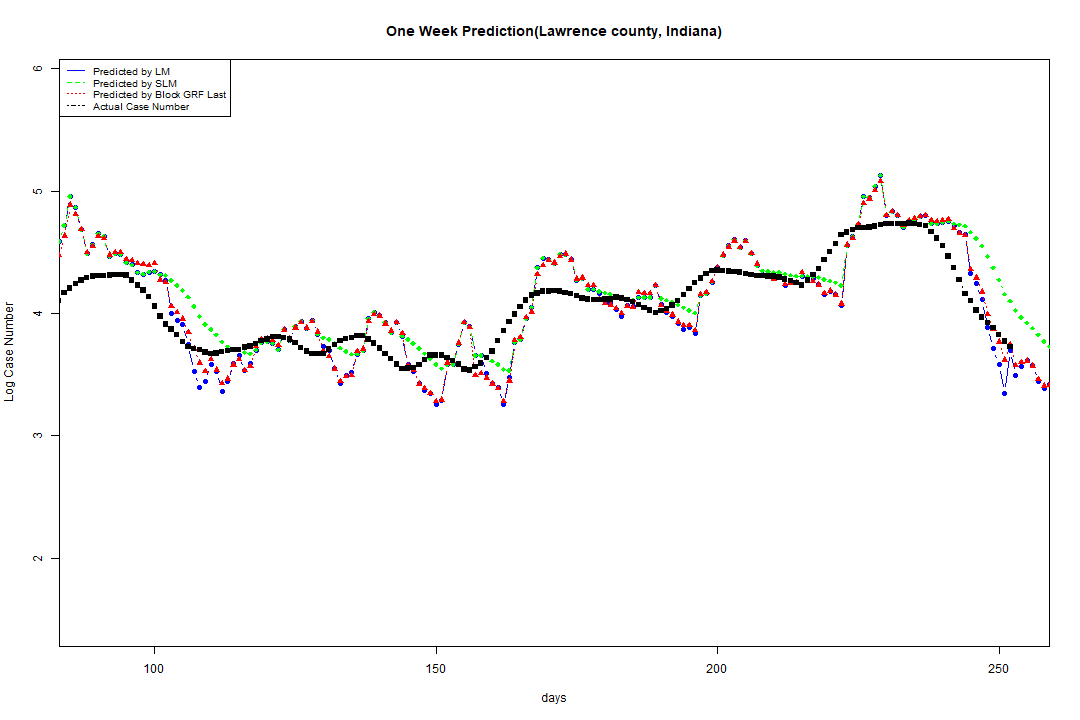 One Week Prediction(Lawrence county, Indiana)
Predicted by LM
Predicted by SLM
Predicted by Block GRF Last
Actual Case Number
6
5
4
3
2
Log Case Number
100
150
200
250
days